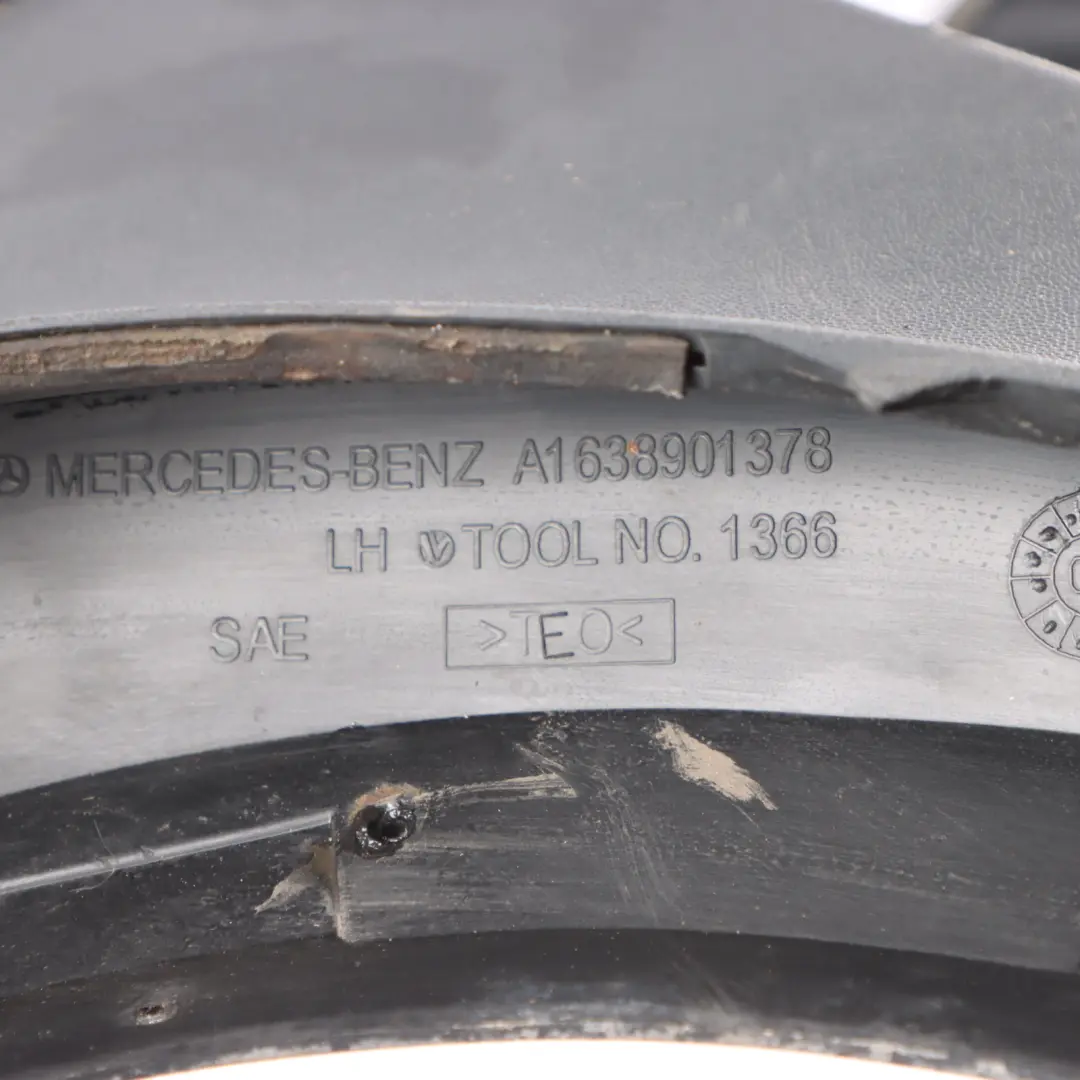 MERCEDES-BENZ A1638901378
LH TOOL NO. 1366
SAE >TEO<